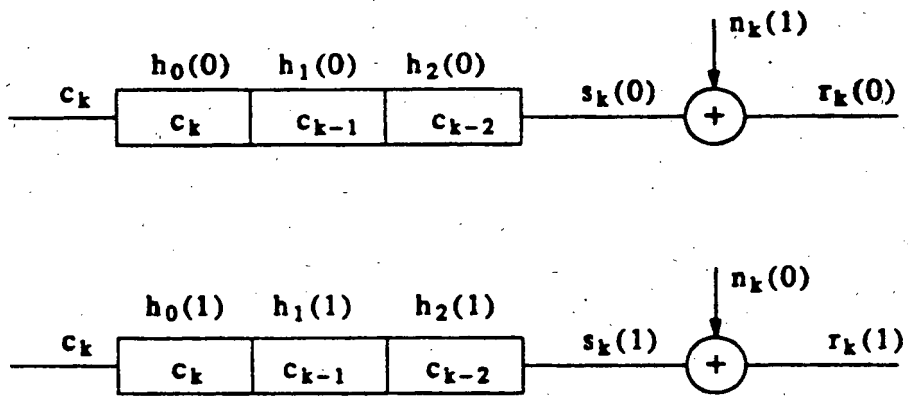 n_k(1)
h_0(0) h_1(0) h_2(0)
c_k s_k(0) r_k(0)
c_k c_{k-1} c_{k-2} +
n_k(0)
h_0(1) h_1(1) h_2(1)
c_k s_k(1) r_k(1)
c_k c_{k-1} c_{k-2} +